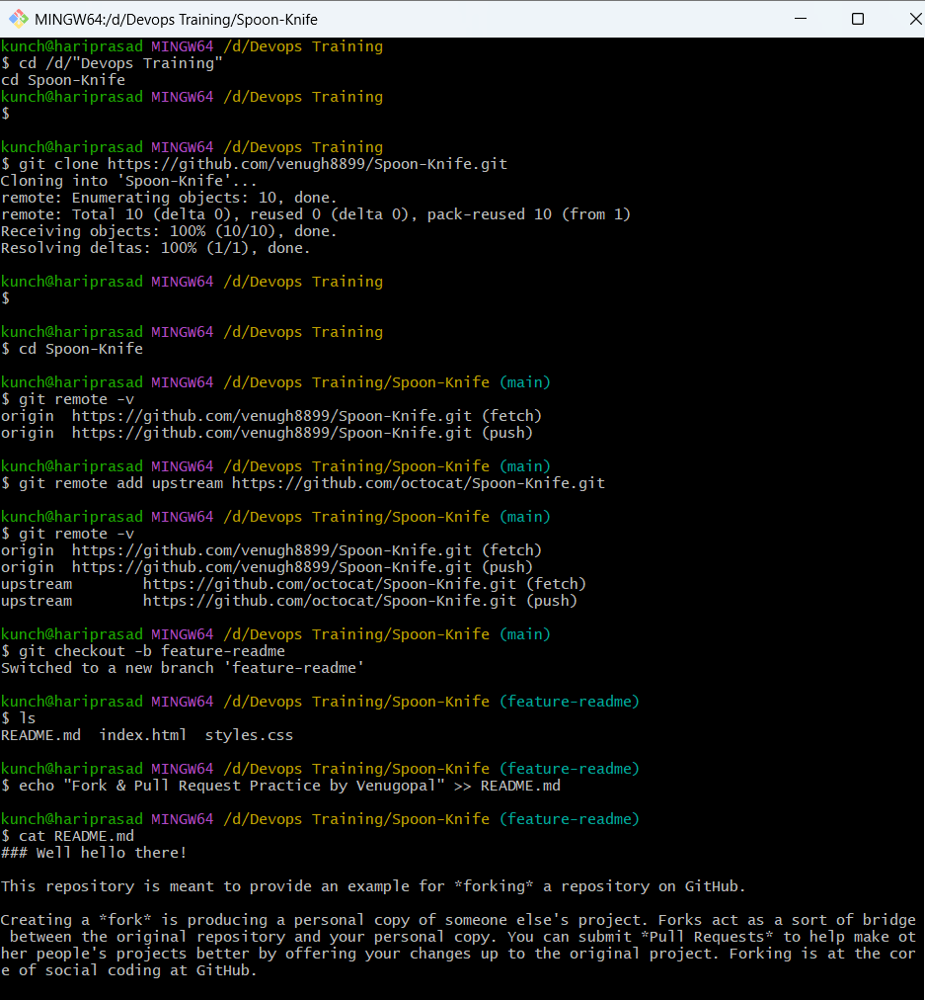 MINGW64:/d/Devops Training/Spoon-Knife
kunch@hariprasad MINGW64 /d/Devops Training
$ cd /d/"Devops Training"
cd Spoon-Knife
kunch@hariprasad MINGW64 /d/Devops Training
$
kunch@hariprasad MINGW64 /d/Devops Training
$ git clone https://github.com/venugh8899/Spoon-Knife.git
Cloning into 'Spoon-Knife'...
remote: Enumerating objects: 10, done.
remote: Total 10 (delta 0), reused 0 (delta 0), pack-reused 10 (from 1)
Receiving objects: 100% (10/10), done.
Resolving deltas: 100% (1/1), done.
kunch@hariprasad MINGW64 /d/Devops Training
$
kunch@hariprasad MINGW64 /d/Devops Training
$ cd Spoon-Knife
kunch@hariprasad MINGW64 /d/Devops Training/Spoon-Knife (main)
$ git remote -v
origin  https://github.com/venugh8899/Spoon-Knife.git (fetch)
origin  https://github.com/venugh8899/Spoon-Knife.git (push)
kunch@hariprasad MINGW64 /d/Devops Training/Spoon-Knife (main)
$ git remote add upstream https://github.com/octocat/Spoon-Knife.git
kunch@hariprasad MINGW64 /d/Devops Training/Spoon-Knife (main)
$ git remote -v
origin  https://github.com/venugh8899/Spoon-Knife.git (fetch)
origin  https://github.com/venugh8899/Spoon-Knife.git (push)
upstream        https://github.com/octocat/Spoon-Knife.git (fetch)
upstream        https://github.com/octocat/Spoon-Knife.git (push)
kunch@hariprasad MINGW64 /d/Devops Training/Spoon-Knife (main)
$ git checkout -b feature-readme
Switched to a new branch 'feature-readme'
kunch@hariprasad MINGW64 /d/Devops Training/Spoon-Knife (feature-readme)
$ ls
README.md  index.html  styles.css
kunch@hariprasad MINGW64 /d/Devops Training/Spoon-Knife (feature-readme)
$ echo "Fork & Pull Request Practice by Venugopal" >> README.md
kunch@hariprasad MINGW64 /d/Devops Training/Spoon-Knife (feature-readme)
$ cat README.md
### Well hello there!
This repository is meant to provide an example for *forking* a repository on GitHub.
Creating a *fork* is producing a personal copy of someone else's project. Forks act as a sort of bridge
 between the original repository and your personal copy. You can submit *Pull Requests* to help make ot
her people's projects better by offering your changes up to the original project. Forking is at the cor
e of social coding at GitHub.